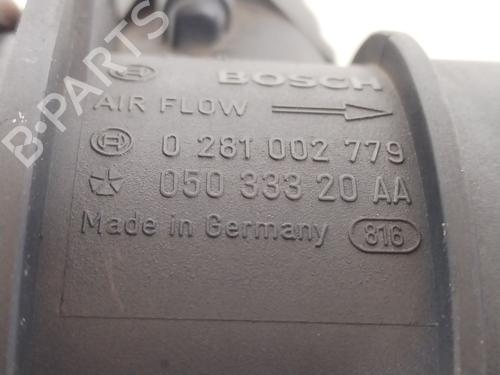 BOSCH
AIR FLOW
0 281 002 779
050 333 20 AA
Made in Germany 816
B-PARTS